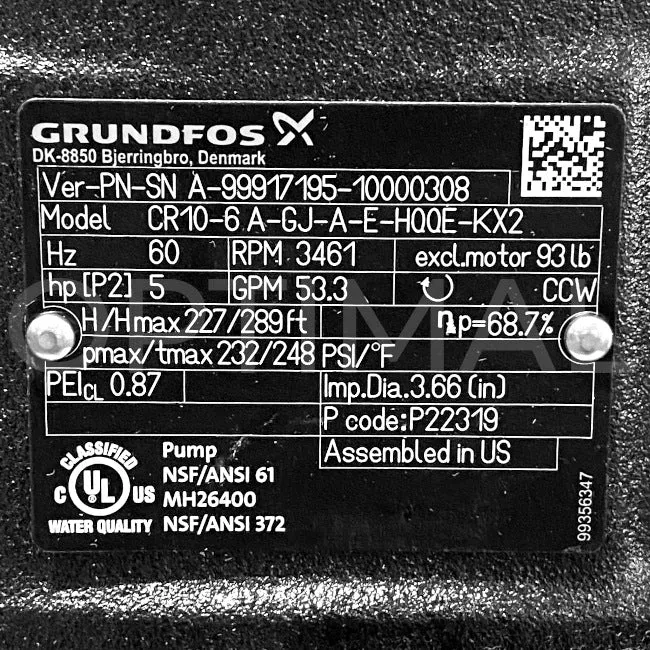 GRUNDFOS
DK-8850 Bjerringbro, Denmark
Ver-PN-SN A-99917195-10000308
Model CR10-6 A-GJ-A-E-HQQE-KX2
Hz 60 RPM 3461 excl.motor 93 lb
hp [P2] 5 GPM 53.3 CCW
H/Hmax 227/289 ft ηp=68.7%
pmax/tmax 232/248 PSI/°F
PEICL 0.87 Imp.Dia.3.66 (in)
P code:P22319
Assembled in US
CLASSIFIED
C UL US
WATER QUALITY
Pump
NSF/ANSI 61
MH26400
NSF/ANSI 372
99356347
OPTIMAL